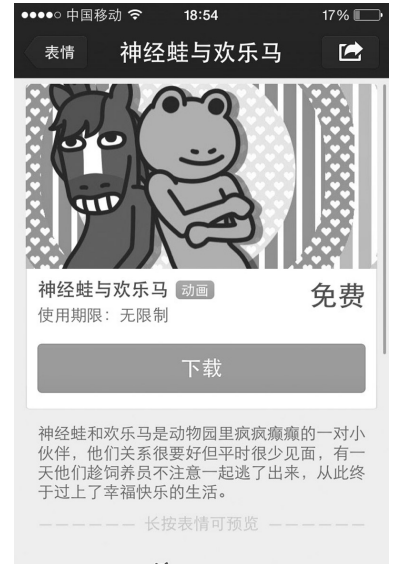 中国移动 18:54 17%
表情 神经蛙与欢乐马
神经蛙与欢乐马 动画
免费
使用期限：无限制
下载
神经蛙和欢乐马是动物园里疯疯癫癫的一对小
伙伴，他们关系很要好但平时很少见面，有一
天他们趁饲养员不注意一起逃了出来，从此终
于过上了幸福快乐的生活。
—————— 长按表情可预览 ——————